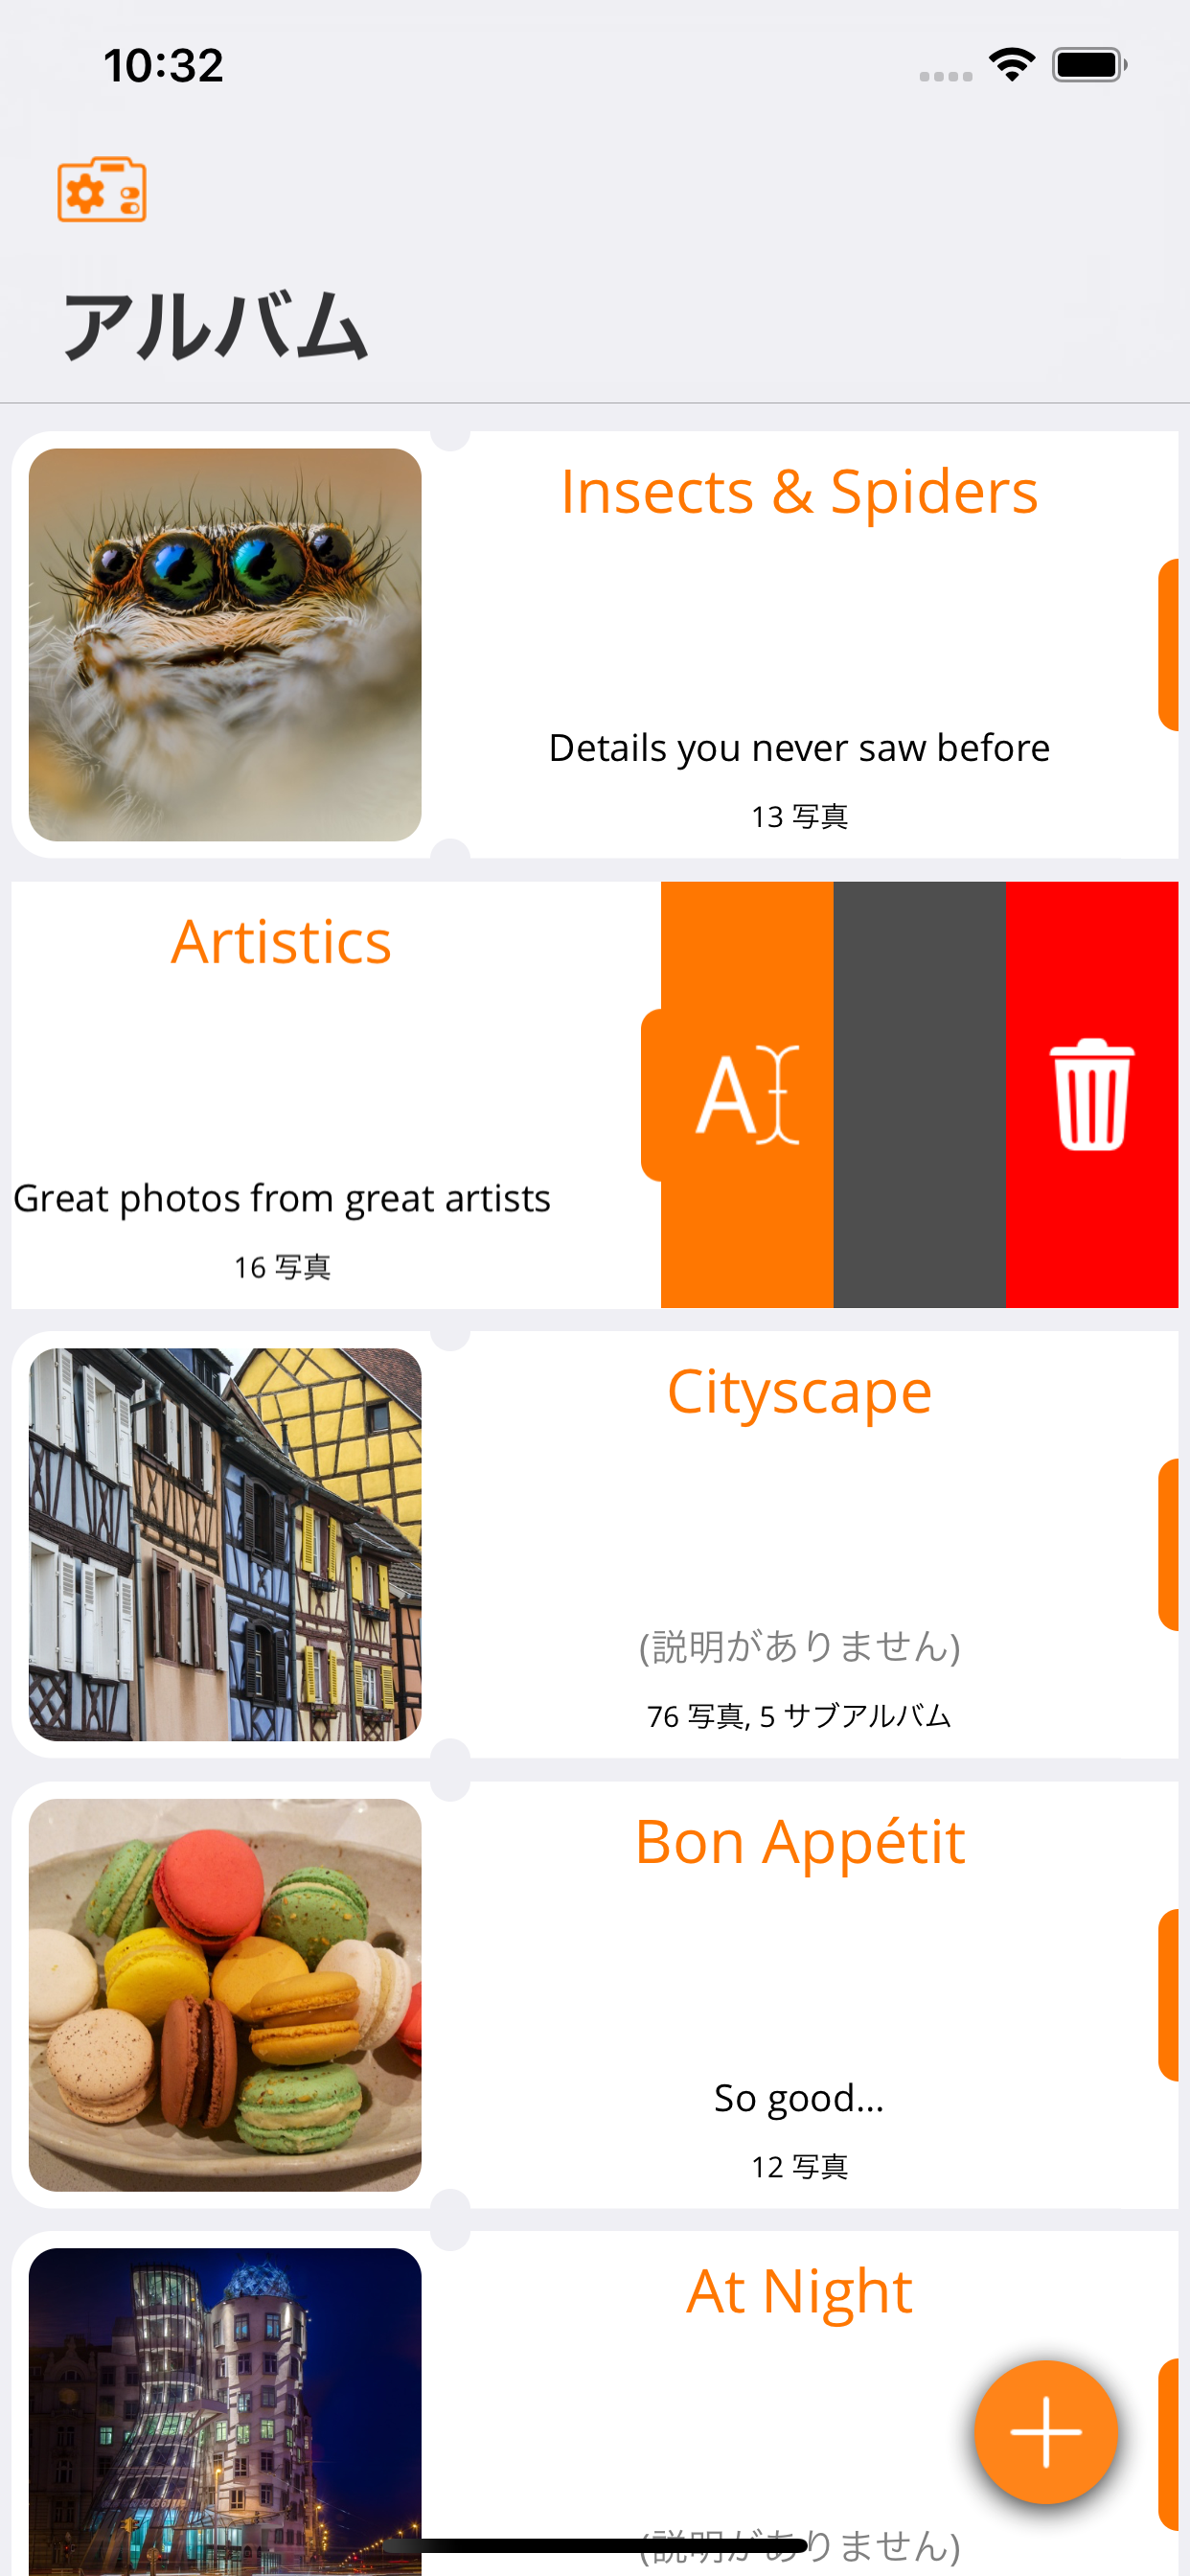 10:32
アルバム
Insects & Spiders
Details you never saw before
13 写真
Artistics
A
Great photos from great artists
16 写真
Cityscape
(説明がありません)
76 写真, 5 サブアルバム
Bon Appétit
So good...
12 写真
At Night
(説明がありません)